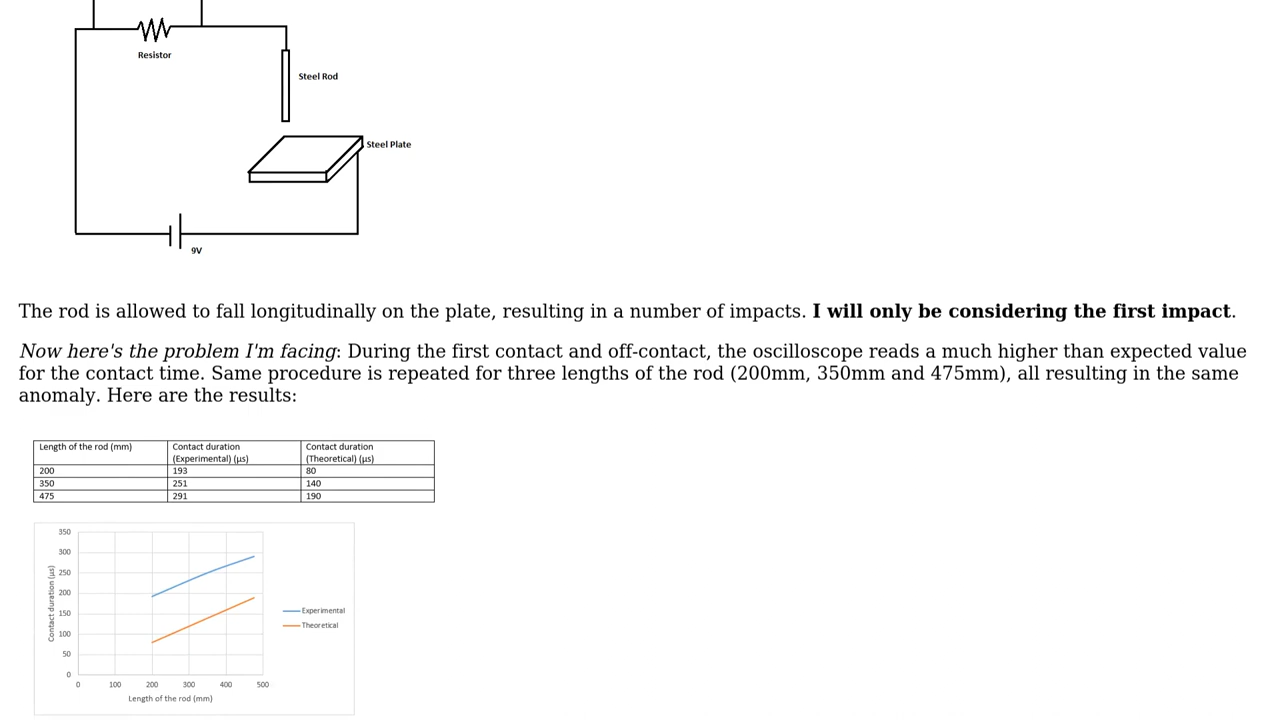 Resistor
Steel Rod
Steel Plate
9V
The rod is allowed to fall longitudinally on the plate, resulting in a number of impacts. I will only be considering the first impact.
Now here's the problem I'm facing: During the first contact and off-contact, the oscilloscope reads a much higher than expected value
for the contact time. Same procedure is repeated for three lengths of the rod (200mm, 350mm and 475mm), all resulting in the same
anomaly. Here are the results:
Length of the rod (mm) Contact duration Contact duration
(Experimental) (μs) (Theoretical) (μs)
200 193 80
350 251 140
475 291 190
350
300
250
200
150
100
50
0
Contact duration (μs)
Experimental
Theoretical
0 100 200 300 400 500
Length of the rod (mm)